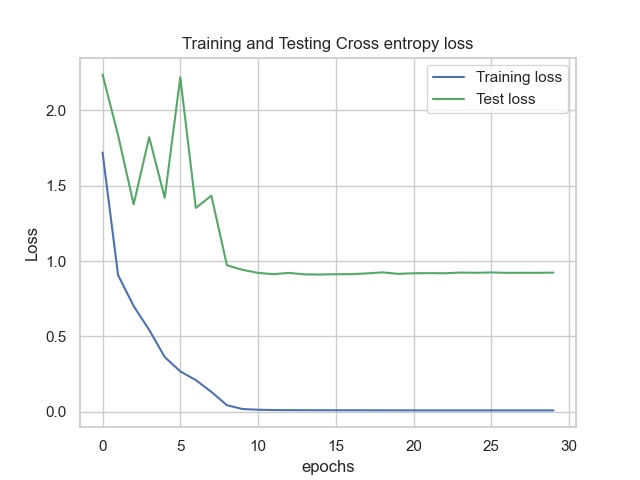 Training and Testing Cross entropy loss
Training loss
Test loss
2.0
1.5
1.0
0.5
0.0
Loss
0 5 10 15 20 25 30
epochs